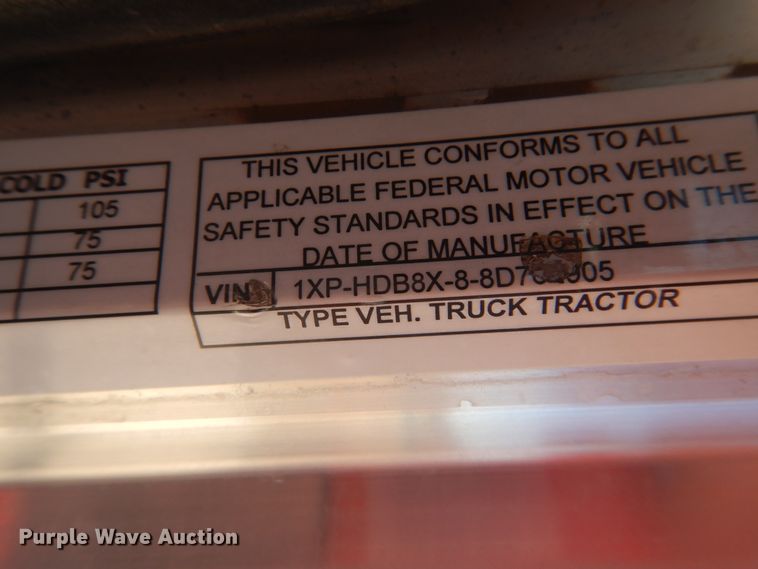 COLD PSI
105
75
75
THIS VEHICLE CONFORMS TO ALL
APPLICABLE FEDERAL MOTOR VEHICLE
SAFETY STANDARDS IN EFFECT ON THE
DATE OF MANUFACTURE
VIN
TYPE VEH. TRUCK TRACTOR
Purple Wave Auction